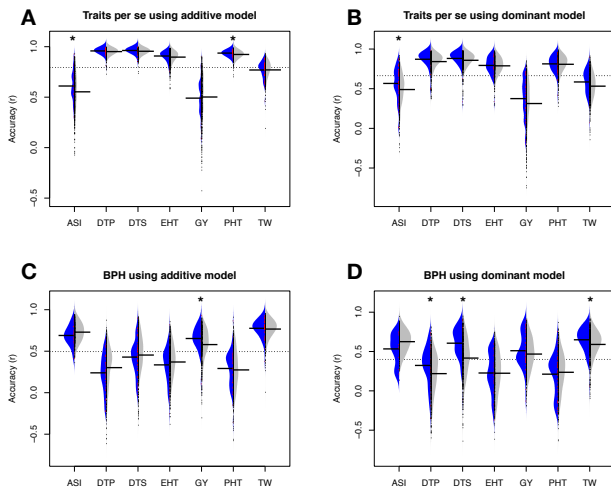 A
Traits per se using additive model
Accuracy (r)
1.0
0.5
0.0
−0.5
*
*
ASI DTP DTS EHT GY PHT TW
B
Traits per se using dominant model
Accuracy (r)
1.0
0.5
0.0
−0.5
*
ASI DTP DTS EHT GY PHT TW
C
BPH using additive model
Accuracy (r)
1.0
0.5
0.0
−0.5
*
ASI DTP DTS EHT GY PHT TW
D
BPH using dominant model
Accuracy (r)
1.0
0.5
0.0
−0.5
*
*
*
ASI DTP DTS EHT GY PHT TW